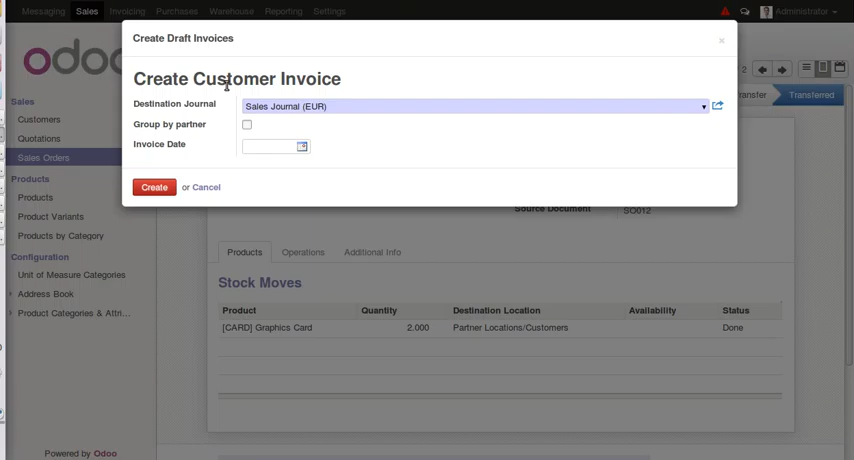 Messaging Sales Invoicing Purchases Warehouse Reporting Settings Administrator
Create Draft Invoices ×
odoo
Create Customer Invoice
2
Destination Journal Sales Journal (EUR)
Transferred
Group by partner
Invoice Date
Create or Cancel
Sales
Customers
Quotations
Sales Orders
Products
Products
Product Variants
Products by Category
Configuration
Unit of Measure Categories
Address Book
Product Categories & Attri...
Source Document SO012
Products Operations Additional Info
Stock Moves
Product Quantity Destination Location Availability Status
[CARD] Graphics Card 2.000 Partner Locations/Customers Done
Powered by Odoo